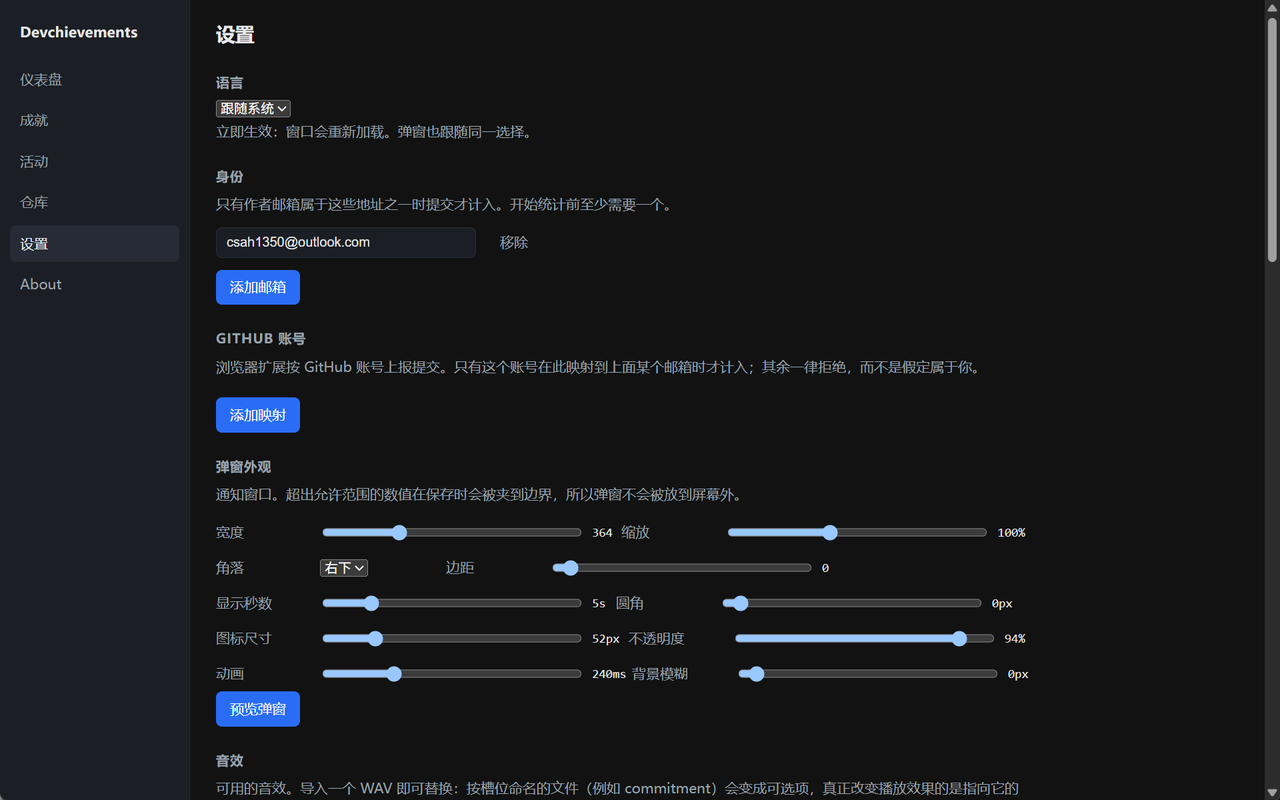 Devchievements
仪表盘
成就
活动
仓库
设置
About
设置
语言
跟随系统
立即生效：窗口会重新加载。弹窗也跟随同一选择。
身份
只有作者邮箱属于这些地址之一时提交才计入。开始统计前至少需要一个。
csah1350@outlook.com 移除
添加邮箱
GITHUB 账号
浏览器扩展按 GitHub 账号上报提交。只有这个账号在此映射到上面某个邮箱时才计入；其余一律拒绝，而不是假定属于你。
添加映射
弹窗外观
通知窗口。超出允许范围的数值在保存时会被夹到边界，所以弹窗不会被放到屏幕外。
宽度 364 缩放 100%
角落 右下 边距 0
显示秒数 5s 圆角 0px
图标尺寸 52px 不透明度 94%
动画 240ms 背景模糊 0px
预览弹窗
音效
可用的音效。导入一个 WAV 即可替换：按槽位命名的文件（例如 commitment）会变成可选项，真正改变播放效果的是指向它的